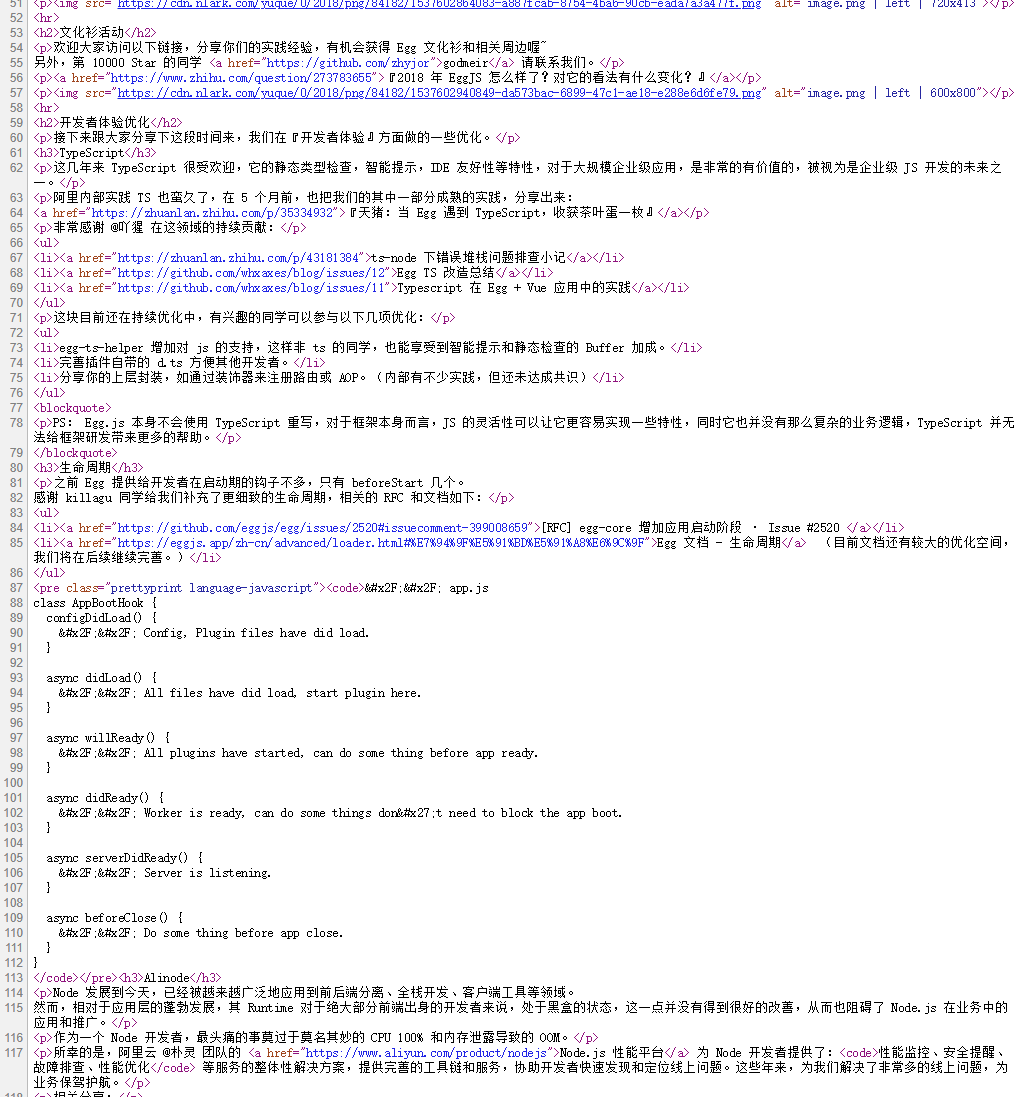 51 <p><img src="https://cdn.nlark.com/yuque/0/2018/png/84182/1537602864083-a887fcab-8754-4ba6-90cb-eada7a3a477f.png" alt="image.png | left | 720x413"></p>
52 <hr>
53 <h2>文化衫活动</h2>
54 <p>欢迎大家访问以下链接，分享你们的实践经验，有机会获得 Egg 文化衫和相关周边喔~
55 另外，第 10000 Star 的同学 <a href="https://github.com/zhyjor">godmeir</a> 请联系我们。</p>
56 <p><a href="https://www.zhihu.com/question/273783655">『2018 年 EggJS 怎么样了？对它的看法有什么变化？』</a></p>
57 <p><img src="https://cdn.nlark.com/yuque/0/2018/png/84182/1537602940849-da573bac-6899-47c1-ae18-e288e6d6fe79.png" alt="image.png | left | 600x800"></p>
58 <hr>
59 <h2>开发者体验优化</h2>
60 <p>接下来跟大家分享下这段时间来，我们在『开发者体验』方面做的一些优化。</p>
61 <h3>TypeScript</h3>
62 <p>这几年来 TypeScript 很受欢迎，它的静态类型检查，智能提示，IDE 友好性等特性，对于大规模企业级应用，是非常的有价值的，被视为是企业级 JS 开发的未来之
一。</p>
63 <p>阿里内部实践 TS 也蛮久了，在 5 个月前，也把我们的其中一部分成熟的实践，分享出来：
64 <a href="https://zhuanlan.zhihu.com/p/35334932">『天猪：当 Egg 遇到 TypeScript，收获茶叶蛋一枚』</a></p>
65 <p>非常感谢 @吖猩 在这领域的持续贡献：</p>
66 <ul>
67 <li><a href="https://zhuanlan.zhihu.com/p/43181384">ts-node 下错误堆栈问题排查小记</a></li>
68 <li><a href="https://github.com/whxaxes/blog/issues/12">Egg TS 改造总结</a></li>
69 <li><a href="https://github.com/whxaxes/blog/issues/11">Typescript 在 Egg + Vue 应用中的实践</a></li>
70 </ul>
71 <p>这块目前还在持续优化中，有兴趣的同学可以参与以下几项优化：</p>
72 <ul>
73 <li>egg-ts-helper 增加对 js 的支持，这样非 ts 的同学，也能享受到智能提示和静态检查的 Buffer 加成。</li>
74 <li>完善插件自带的 d.ts 方便其他开发者。</li>
75 <li>分享你的上层封装，如通过装饰器来注册路由或 AOP。（内部有不少实践，但还未达成共识）</li>
76 </ul>
77 <blockquote>
78 <p>PS： Egg.js 本身不会使用 TypeScript 重写，对于框架本身而言，JS 的灵活性可以让它更容易实现一些特性，同时它也并没有那么复杂的业务逻辑，TypeScript 并无
法给框架研发带来更多的帮助。</p>
79 </blockquote>
80 <h3>生命周期</h3>
81 <p>之前 Egg 提供给开发者在启动期的钩子不多，只有 beforeStart 几个。
82 感谢 killagu 同学给我们补充了更细致的生命周期，相关的 RFC 和文档如下：</p>
83 <ul>
84 <li><a href="https://github.com/eggjs/egg/issues/2520#issuecomment-399008659">[RFC] egg-core 增加应用启动阶段 · Issue #2520 </a></li>
85 <li><a href="https://eggjs.app/zh-cn/advanced/loader.html#%E7%94%9F%E5%91%BD%E5%91%A8%E6%9C%9F">Egg 文档 - 生命周期</a> （目前文档还有较大的优化空间，
我们将在后续继续完善。）</li>
86 </ul>
87 <pre class="prettyprint language-javascript"><code>&#x2F;&#x2F; app.js
88 class AppBootHook {
89 configDidLoad() {
90 &#x2F;&#x2F; Config, Plugin files have did load.
91 }
92
93 async didLoad() {
94 &#x2F;&#x2F; All files have did load, start plugin here.
95 }
96
97 async willReady() {
98 &#x2F;&#x2F; All plugins have started, can do some thing before app ready.
99 }
100
101 async didReady() {
102 &#x2F;&#x2F; Worker is ready, can do some things don&#x27;t need to block the app boot.
103 }
104
105 async serverDidReady() {
106 &#x2F;&#x2F; Server is listening.
107 }
108
109 async beforeClose() {
110 &#x2F;&#x2F; Do some thing before app close.
111 }
112 }
113 </code></pre><h3>Alinode</h3>
114 <p>Node 发展到今天，已经被越来越广泛地应用到前后端分离、全栈开发、客户端工具等领域。
115 然而，相对于应用层的蓬勃发展，其 Runtime 对于绝大部分前端出身的开发者来说，处于黑盒的状态，这一点并没有得到很好的改善，从而也阻碍了 Node.js 在业务中的
应用和推广。</p>
116 <p>作为一个 Node 开发者，最头痛的事莫过于莫名其妙的 CPU 100% 和内存泄露导致的 OOM。</p>
117 <p>所幸的是，阿里云 @朴灵 团队的 <a href="https://www.aliyun.com/product/nodejs">Node.js 性能平台</a> 为 Node 开发者提供了：<code>性能监控、安全提醒、
故障排查、性能优化</code> 等服务的整体性解决方案，提供完善的工具链和服务，协助开发者快速发现和定位线上问题。这些年来，为我们解决了非常多的线上问题，为
业务保驾护航。</p>
118 <p>相关分享：</p>